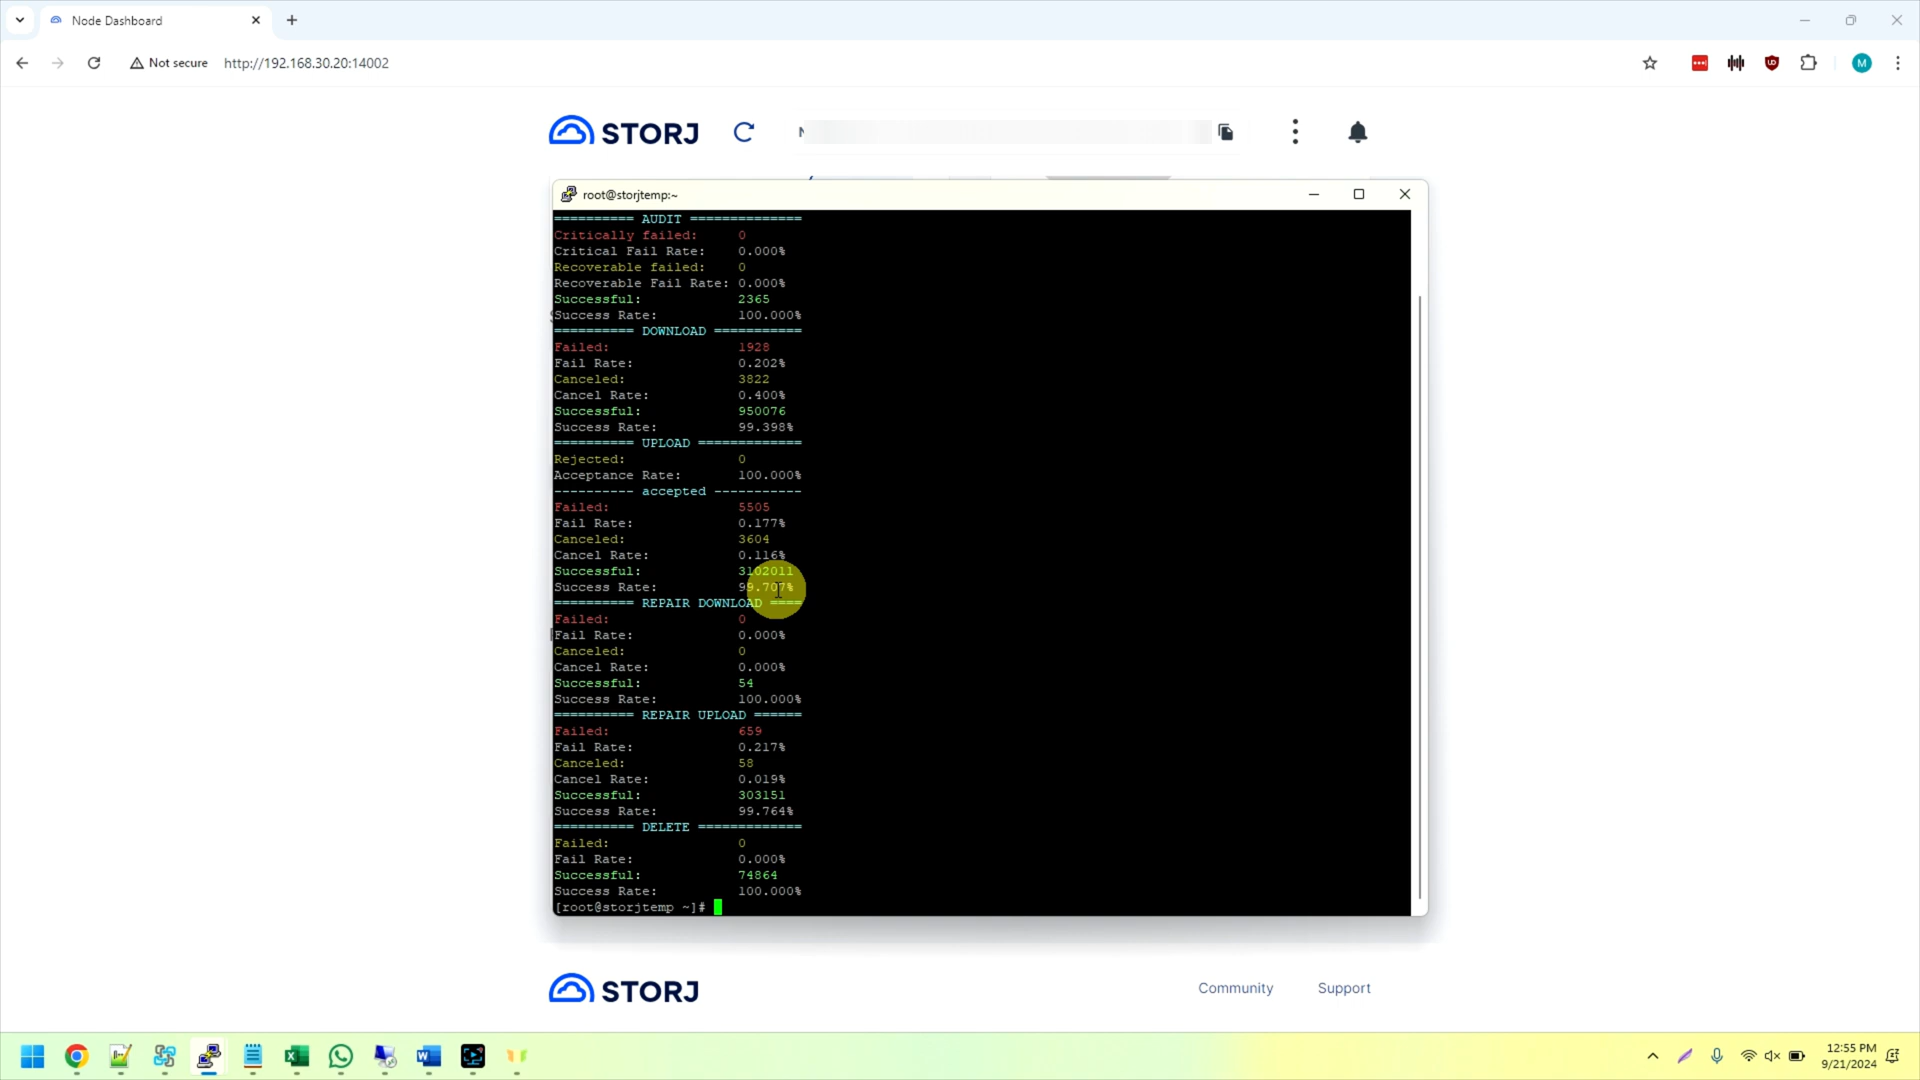 Node Dashboard
Not secure
http://192.168.30.20:14002
STORJ
root@storjtemp:~
========== AUDIT ==============
Critically failed: 0
Critical Fail Rate: 0.000%
Recoverable failed: 0
Recoverable Fail Rate: 0.000%
Successful: 2365
Success Rate: 100.000%
========== DOWNLOAD ===========
Failed: 1928
Fail Rate: 0.202%
Canceled: 3822
Cancel Rate: 0.400%
Successful: 950076
Success Rate: 99.398%
========== UPLOAD =============
Rejected: 0
Acceptance Rate: 100.000%
---------- accepted -----------
Failed: 5505
Fail Rate: 0.177%
Canceled: 3604
Cancel Rate: 0.116%
Successful: 3102011
Success Rate: 99.707%
========== REPAIR DOWNLOAD ====
Failed: 0
Fail Rate: 0.000%
Canceled: 0
Cancel Rate: 0.000%
Successful: 54
Success Rate: 100.000%
========== REPAIR UPLOAD ======
Failed: 659
Fail Rate: 0.217%
Canceled: 58
Cancel Rate: 0.019%
Successful: 303151
Success Rate: 99.764%
========== DELETE =============
Failed: 0
Fail Rate: 0.000%
Successful: 74864
Success Rate: 100.000%
[root@storjtemp ~]#
STORJ
Community
Support
12:55 PM
9/21/2024